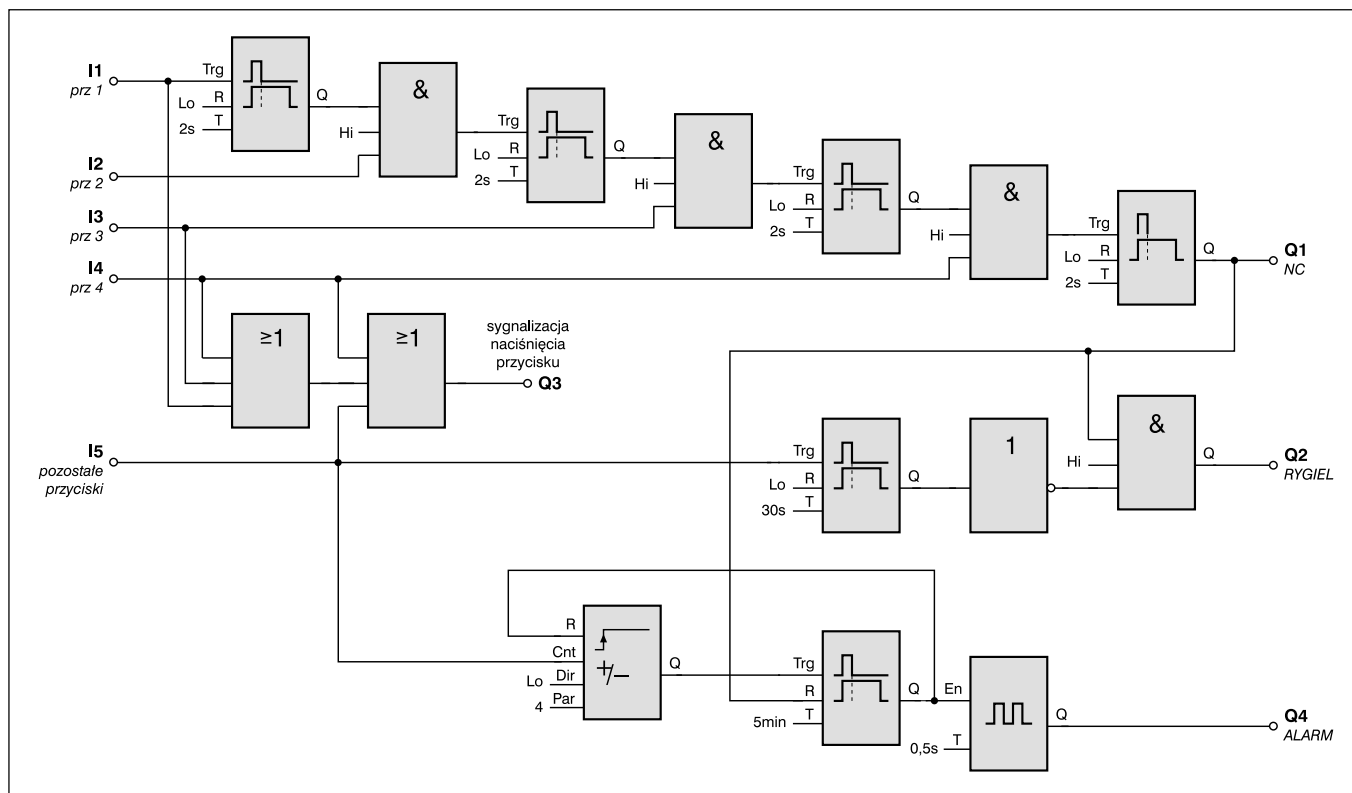 I1
prz 1
Trg
Lo R
2s T
Q
&
Hi
I2
prz 2
Trg
Lo R
2s T
Q
&
Hi
I3
prz 3
Trg
Lo R
2s T
Q
&
Hi
I4
prz 4
Trg
Lo R
2s T
Q
Q1
NC
≥1
≥1
sygnalizacja
naciśnięcia
przycisku
Q3
I5
pozostałe
przyciski
Trg
Lo R
30s T
Q
1
&
Hi
Q
Q2
RYGIEL
R
Cnt
Lo Dir
4 Par
+/−
Q
Trg
R
5min T
Q
En
0,5s T
Q
Q4
ALARM